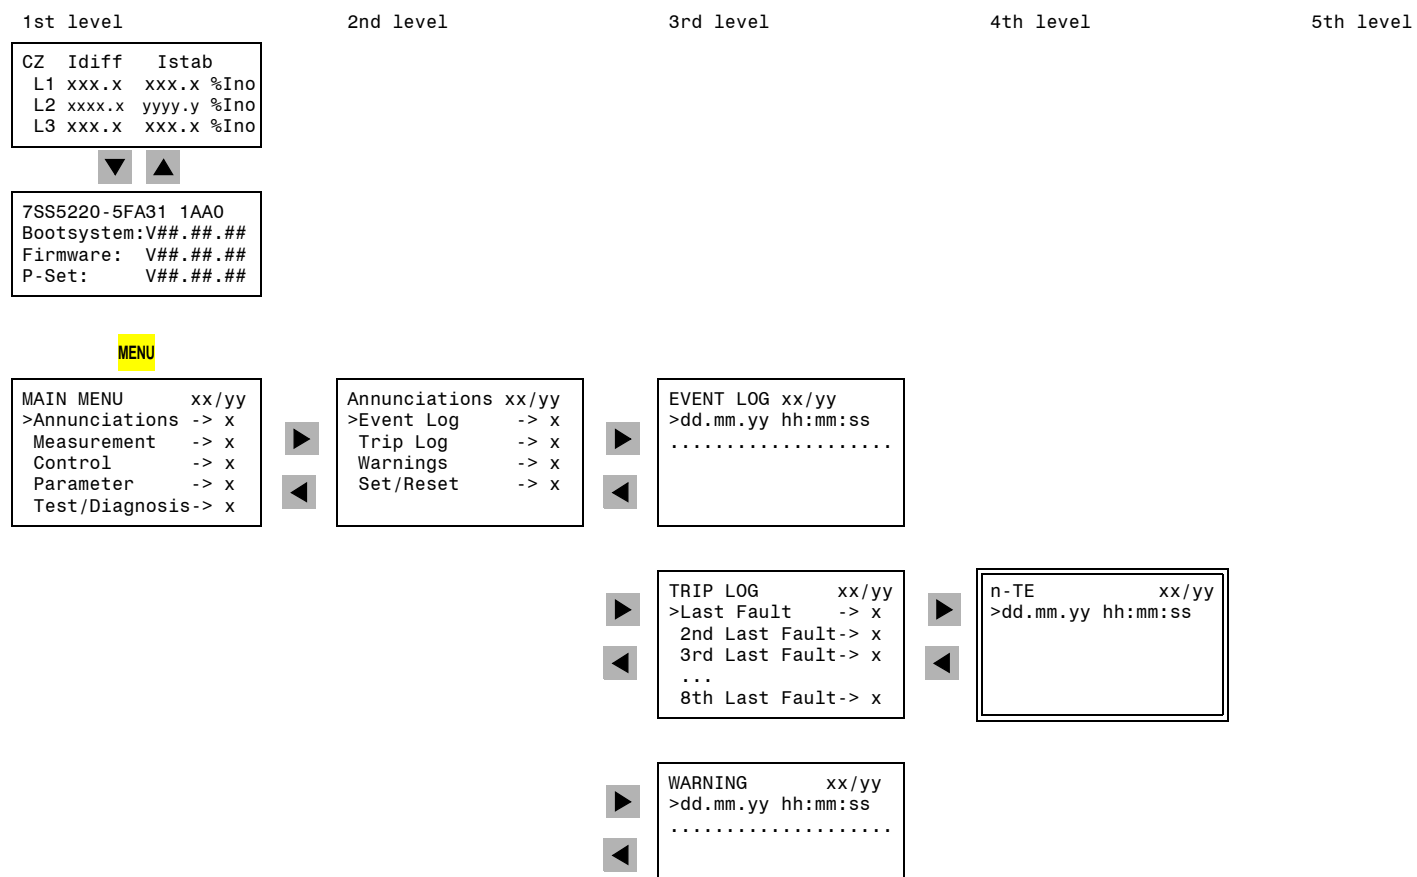 1st level 2nd level 3rd level 4th level 5th level
CZ Idiff Istab
L1 xxx.x xxx.x %Ino
L2 xxxx.x yyyy.y %Ino
L3 xxx.x xxx.x %Ino
7SS5220-5FA31 1AA0
Bootsystem:V##.##.##
Firmware: V##.##.##
P-Set: V##.##.##
MENU
MAIN MENU xx/yy
>Annunciations -> x
Measurement -> x
Control -> x
Parameter -> x
Test/Diagnosis-> x
Annunciations xx/yy
>Event Log -> x
Trip Log -> x
Warnings -> x
Set/Reset -> x
EVENT LOG xx/yy
>dd.mm.yy hh:mm:ss
....................
TRIP LOG xx/yy
>Last Fault -> x
2nd Last Fault-> x
3rd Last Fault-> x
...
8th Last Fault-> x
n-TE xx/yy
>dd.mm.yy hh:mm:ss
WARNING xx/yy
>dd.mm.yy hh:mm:ss
....................